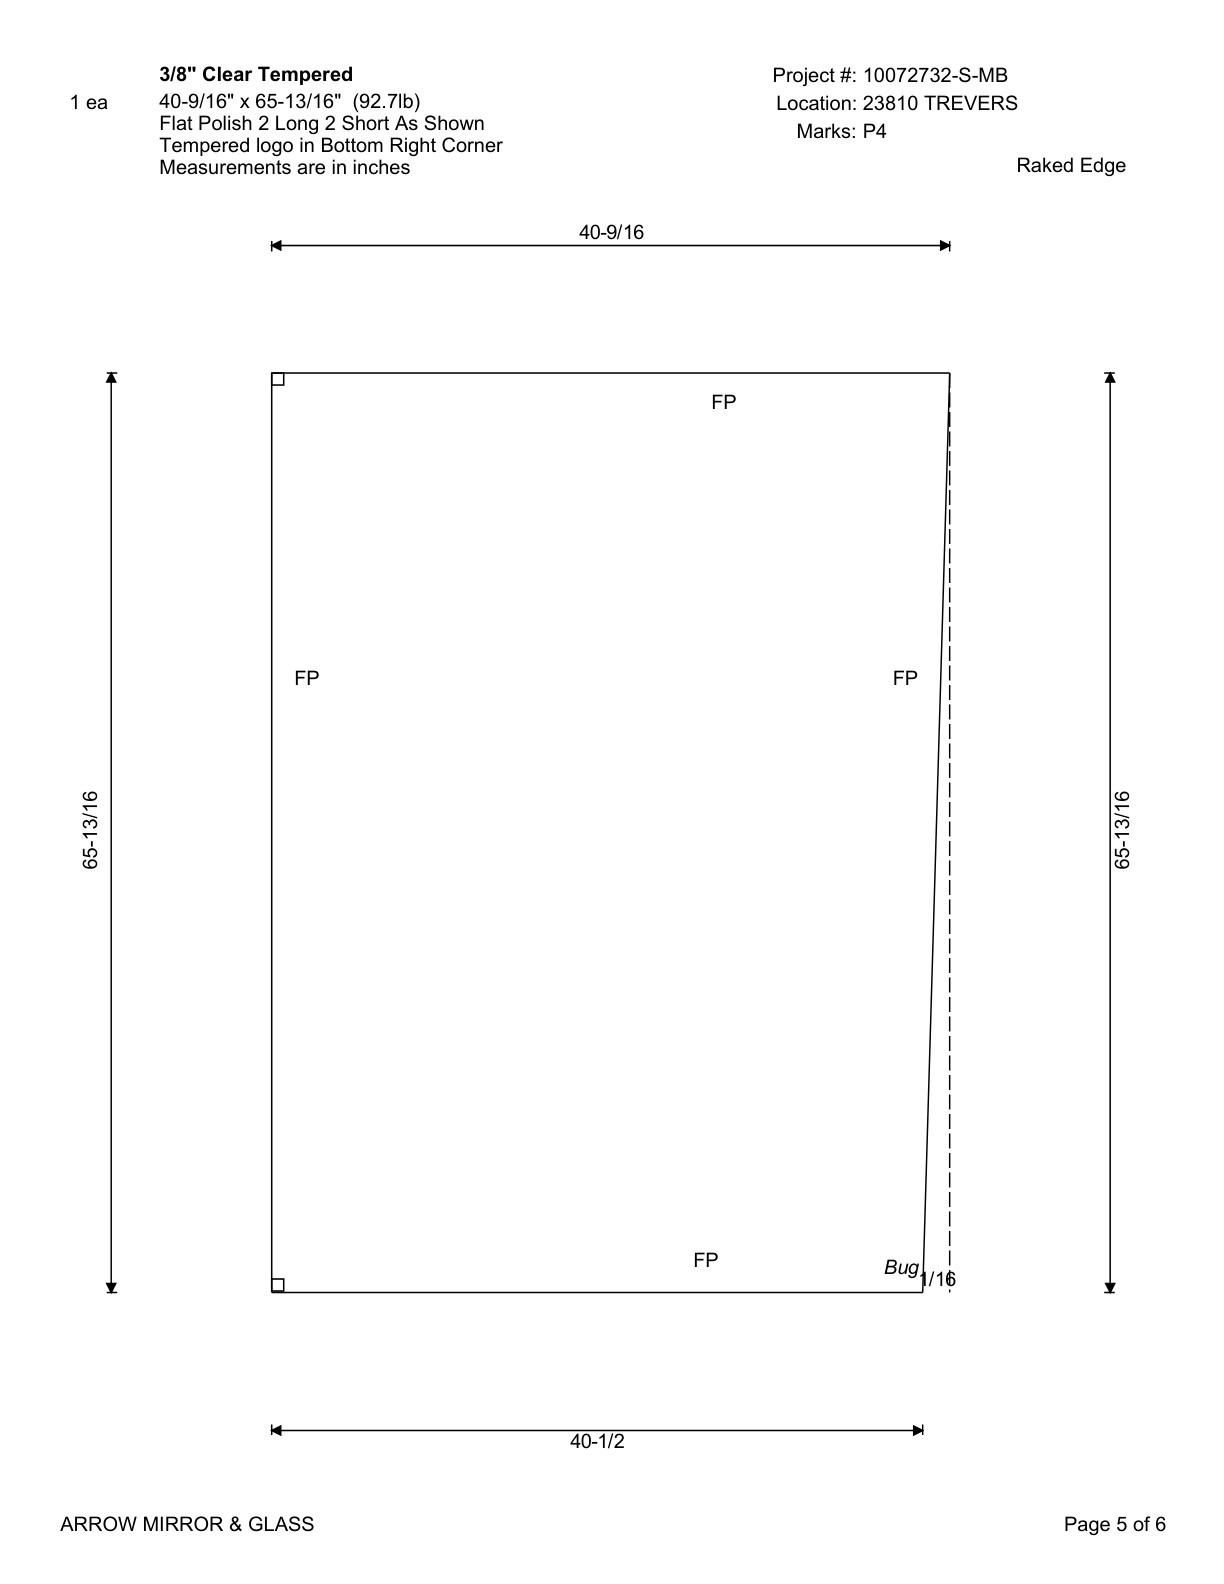 3/8" Clear Tempered
1 ea
40-9/16" x 65-13/16" (92.7lb)
Flat Polish 2 Long 2 Short As Shown
Tempered logo in Bottom Right Corner
Measurements are in inches
Project #: 10072732-S-MB
Location: 23810 TREVERS
Marks: P4
Raked Edge
40-9/16
FP
FP
FP
65-13/16
65-13/16
FP
Bug
1/16
40-1/2
ARROW MIRROR & GLASS
Page 5 of 6